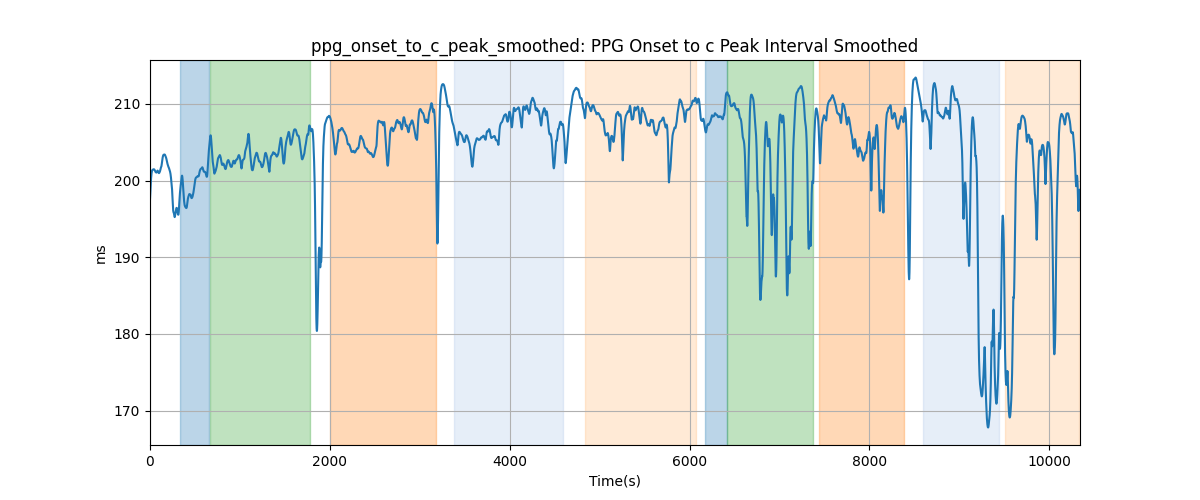 ppg_onset_to_c_peak_smoothed: PPG Onset to c Peak Interval Smoothed
210
200
190
180
170
ms
0 2000 4000 6000 8000 10000
Time(s)